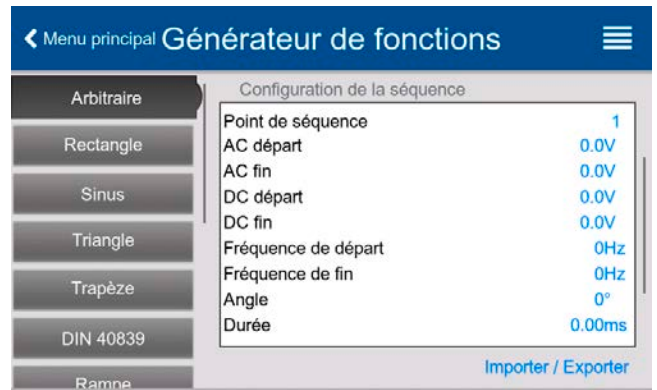 Menu principal Générateur de fonctions
Arbitraire
Rectangle
Sinus
Triangle
Trapèze
DIN 40839
Rampe
Configuration de la séquence
Point de séquence 1
AC départ 0.0V
AC fin 0.0V
DC départ 0.0V
DC fin 0.0V
Fréquence de départ 0Hz
Fréquence de fin 0Hz
Angle 0°
Durée 0.00ms
Importer / Exporter